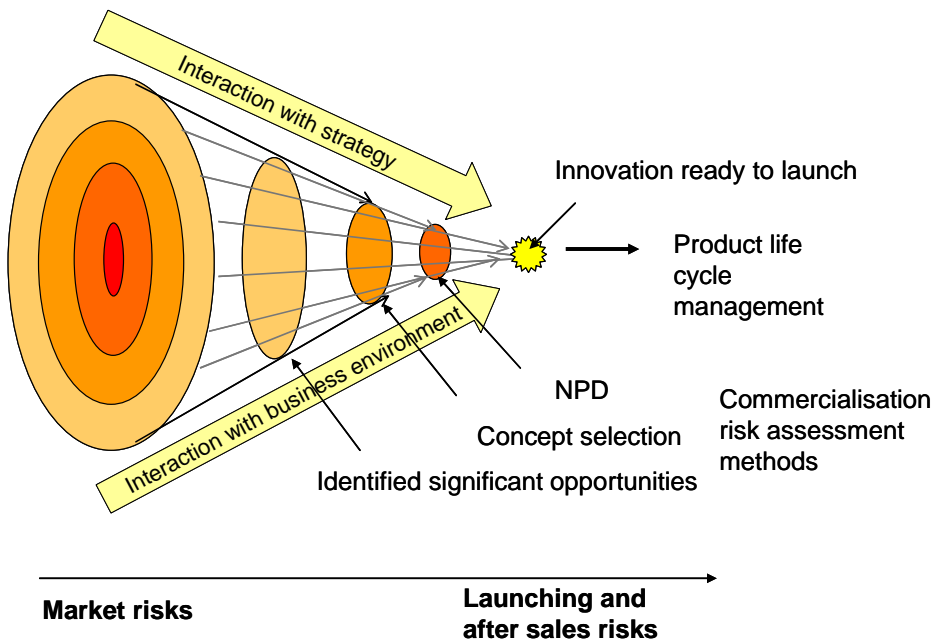 Interaction with strategy
Innovation ready to launch
Product life
cycle
management
Interaction with business environment
NPD
Concept selection
Identified significant opportunities
Commercialisation
risk assessment
methods
Market risks
Launching and
after sales risks